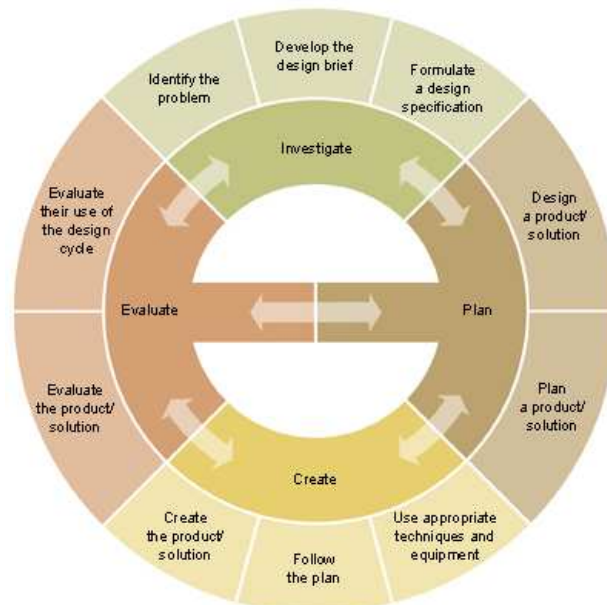 Develop the
design brief
Identify the
problem
Formulate
a design
specification
Investigate
Evaluate
their use of
the design
cycle
Design
a product/
solution
Evaluate
Plan
Evaluate
the product/
solution
Plan
a product/
solution
Create
Create
the product/
solution
Follow
the plan
Use appropriate
techniques and
equipment